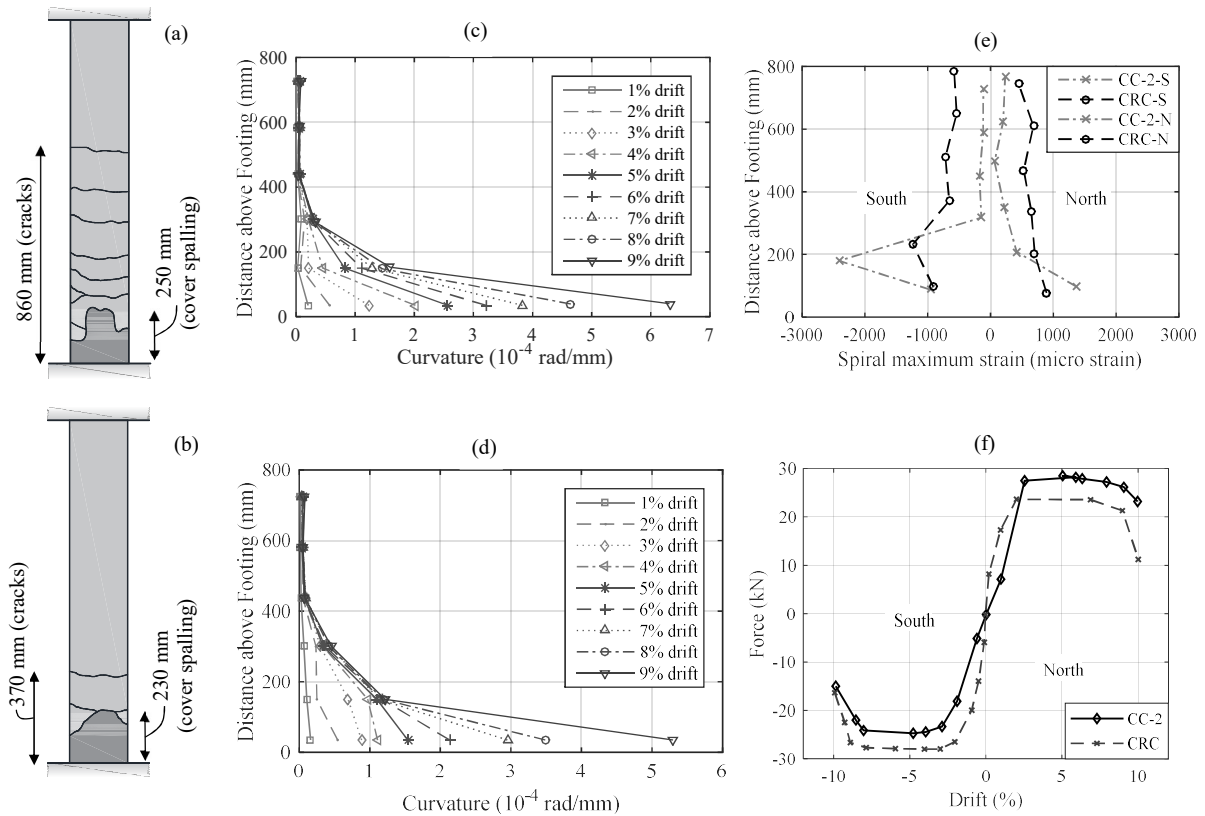 (a)
860 mm (cracks)
250 mm
(cover spalling)
(b)
370 mm (cracks)
230 mm
(cover spalling)
(c)
Distance above Footing (mm)
800
600
400
200
0
0 1 2 3 4 5 6 7
Curvature (10-4 rad/mm)
1% drift
2% drift
3% drift
4% drift
5% drift
6% drift
7% drift
8% drift
9% drift
(d)
Distance above Footing (mm)
800
600
400
200
0
0 1 2 3 4 5 6
Curvature (10-4 rad/mm)
1% drift
2% drift
3% drift
4% drift
5% drift
6% drift
7% drift
8% drift
9% drift
(e)
Distance above Footing (mm)
800
600
400
200
0
-3000 -2000 -1000 0 1000 2000 3000
Spiral maximum strain (micro strain)
CC-2-S
CRC-S
CC-2-N
CRC-N
South
North
(f)
Force (kN)
30
20
10
0
-10
-20
-30
-10 -5 0 5 10
Drift (%)
South
North
CC-2
CRC